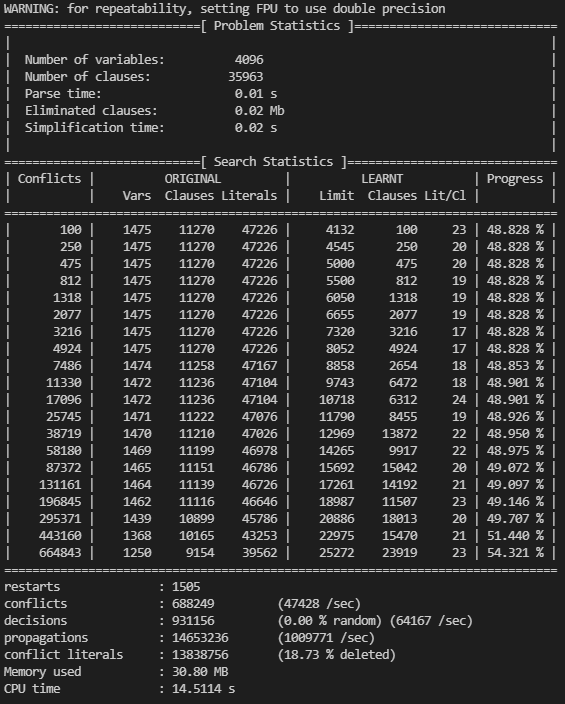 WARNING: for repeatability, setting FPU to use double precision
============================[ Problem Statistics ]=============================
|                                                                             |
|  Number of variables:          4096                                         |
|  Number of clauses:           35963                                         |
|  Parse time:                   0.01 s                                       |
|  Eliminated clauses:           0.02 Mb                                      |
|  Simplification time:          0.02 s                                       |
|                                                                             |
============================[ Search Statistics ]==============================
| Conflicts |          ORIGINAL         |          LEARNT          | Progress |
|           |    Vars  Clauses Literals |    Limit  Clauses Lit/Cl |          |
===============================================================================
|       100 |    1475    11270    47226 |     4132      100     23 | 48.828 % |
|       250 |    1475    11270    47226 |     4545      250     20 | 48.828 % |
|       475 |    1475    11270    47226 |     5000      475     20 | 48.828 % |
|       812 |    1475    11270    47226 |     5500      812     19 | 48.828 % |
|      1318 |    1475    11270    47226 |     6050     1318     19 | 48.828 % |
|      2077 |    1475    11270    47226 |     6655     2077     19 | 48.828 % |
|      3216 |    1475    11270    47226 |     7320     3216     17 | 48.828 % |
|      4924 |    1475    11270    47226 |     8052     4924     17 | 48.828 % |
|      7486 |    1474    11258    47167 |     8858     2654     18 | 48.853 % |
|     11330 |    1472    11236    47104 |     9743     6472     18 | 48.901 % |
|     17096 |    1472    11236    47104 |    10718     6312     24 | 48.901 % |
|     25745 |    1471    11222    47076 |    11790     8455     19 | 48.926 % |
|     38719 |    1470    11210    47026 |    12969    13872     22 | 48.950 % |
|     58180 |    1469    11199    46978 |    14265     9917     22 | 48.975 % |
|     87372 |    1465    11151    46786 |    15692    15042     20 | 49.072 % |
|    131161 |    1464    11139    46726 |    17261    14192     21 | 49.097 % |
|    196845 |    1462    11116    46646 |    18987    11507     23 | 49.146 % |
|    295371 |    1439    10899    45786 |    20886    18013     20 | 49.707 % |
|    443160 |    1368    10165    43253 |    22975    15470     21 | 51.440 % |
|    664843 |    1250     9154    39562 |    25272    23919     23 | 54.321 % |
===============================================================================
restarts              : 1505
conflicts             : 688249         (47428 /sec)
decisions             : 931156         (0.00 % random) (64167 /sec)
propagations          : 14653236       (1009771 /sec)
conflict literals     : 13838756       (18.73 % deleted)
Memory used           : 30.80 MB
CPU time              : 14.5114 s